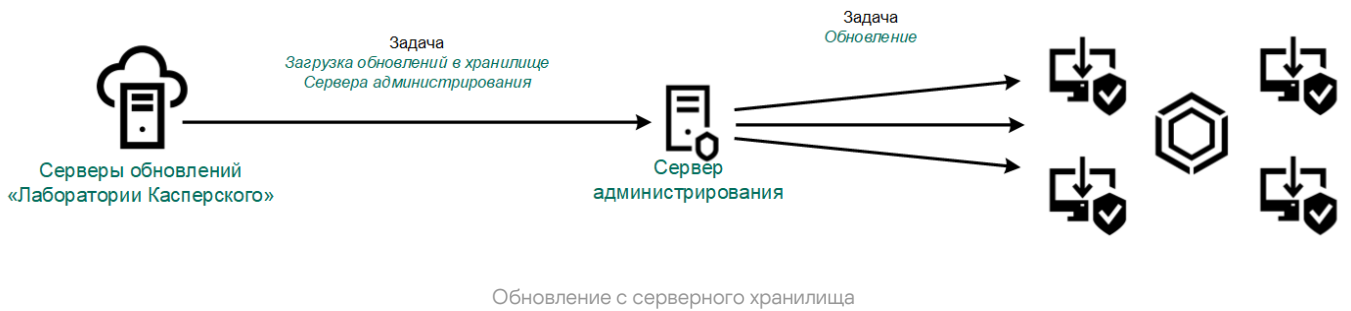 Задача
Загрузка обновлений в хранилище
Сервера администрирования
Задача
Обновление
Серверы обновлений
«Лаборатории Касперского»
Сервер
администрирования
Обновление с серверного хранилища